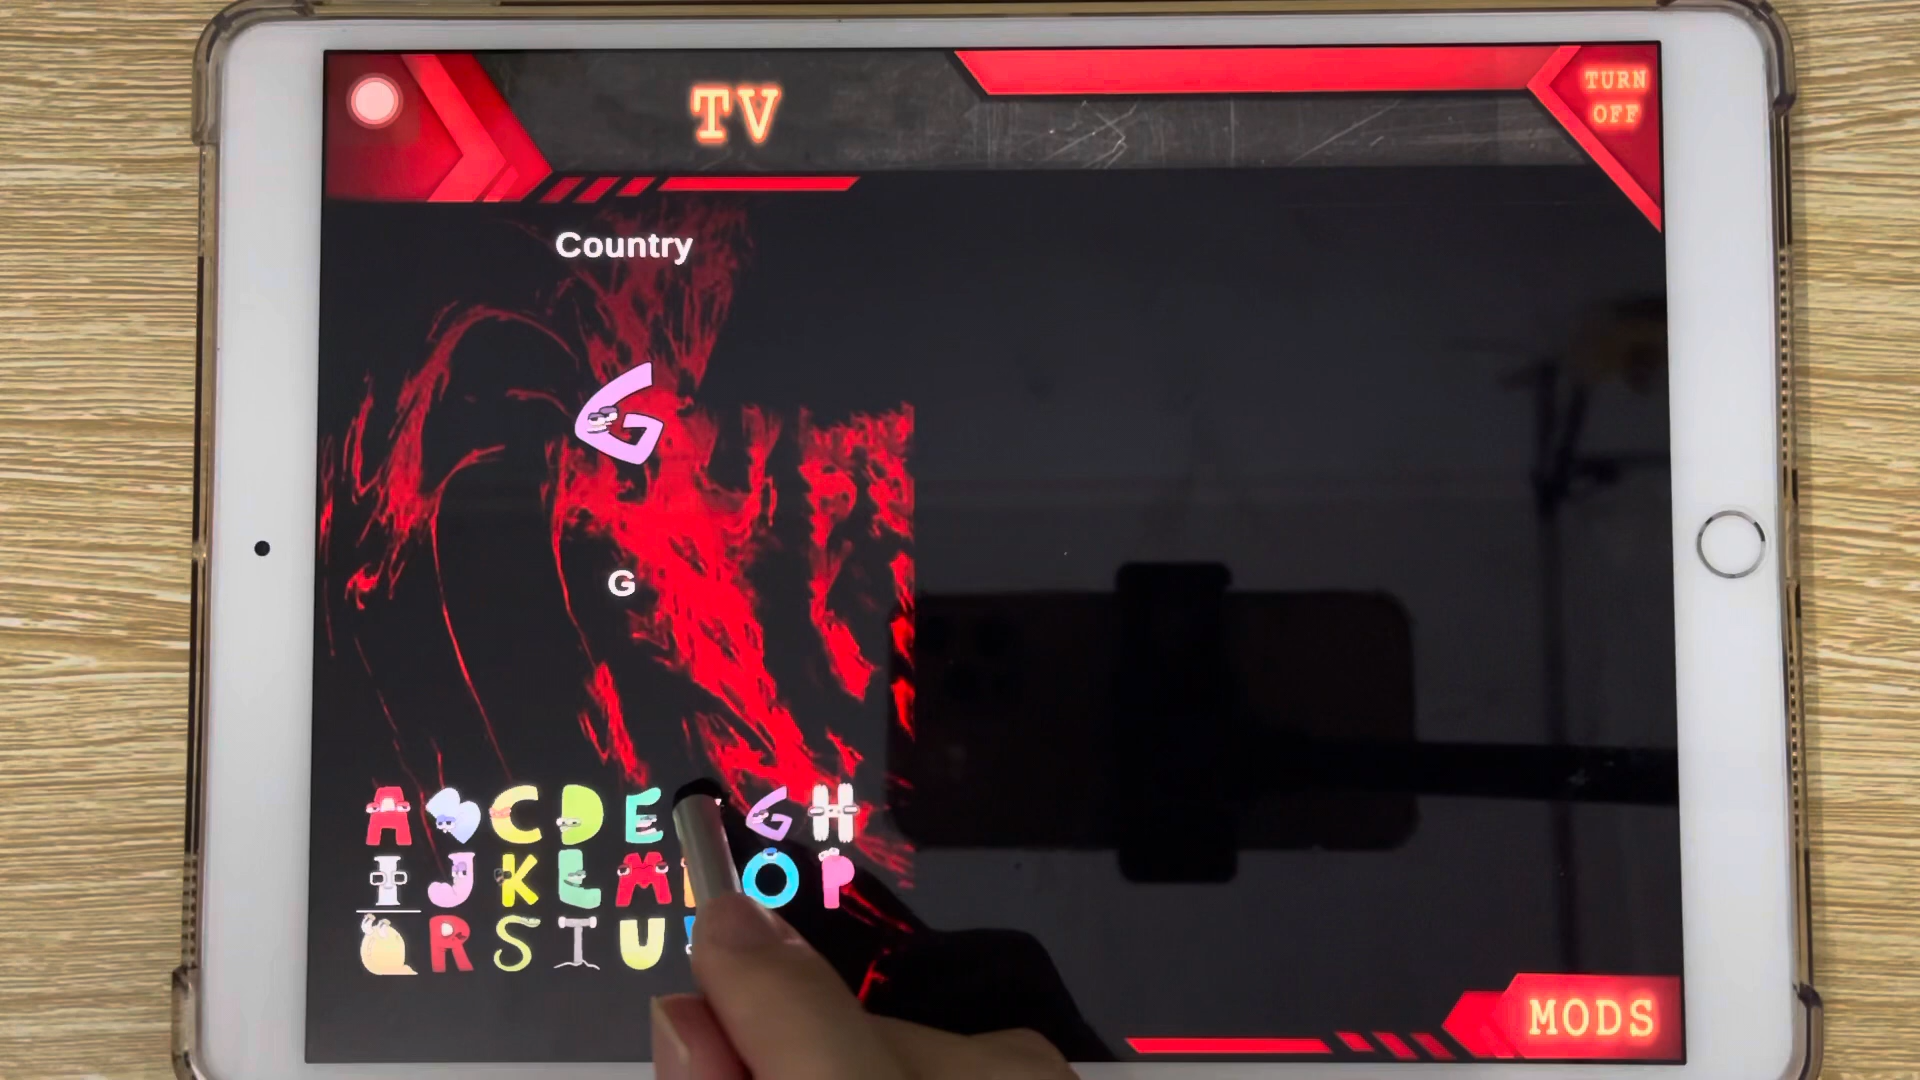 TV
TURN
OFF
Country
G
G
A B C D E G H
I J K L M O P
R S T U
MODS